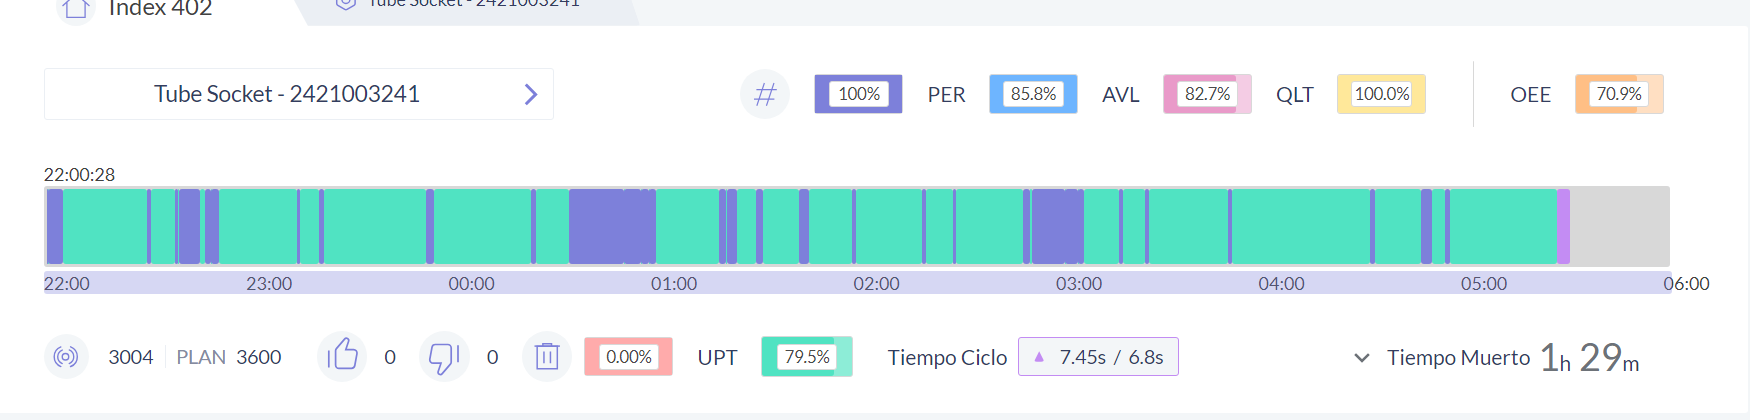 Index 402
Tube Socket - 2421003241
Tube Socket - 2421003241
100% PER 85.8% AVL 82.7% QLT 100.0% OEE 70.9%
22:00:28
22:00 23:00 00:00 01:00 02:00 03:00 04:00 05:00 06:00
3004 PLAN 3600 0 0 0.00% UPT 79.5% Tiempo Ciclo 7.45s / 6.8s Tiempo Muerto 1h 29m